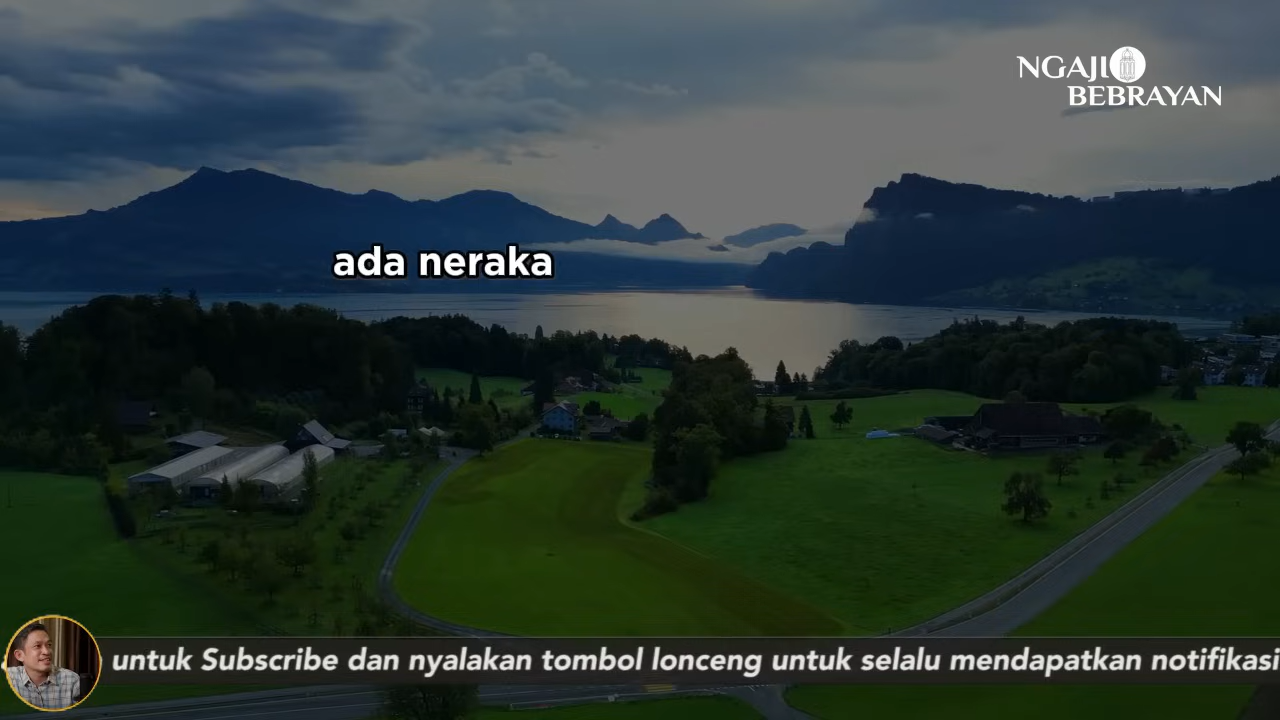 NGAJI
BEBRAYAN
ada neraka
untuk Subscribe dan nyalakan tombol lonceng untuk selalu mendapatkan notifikasi